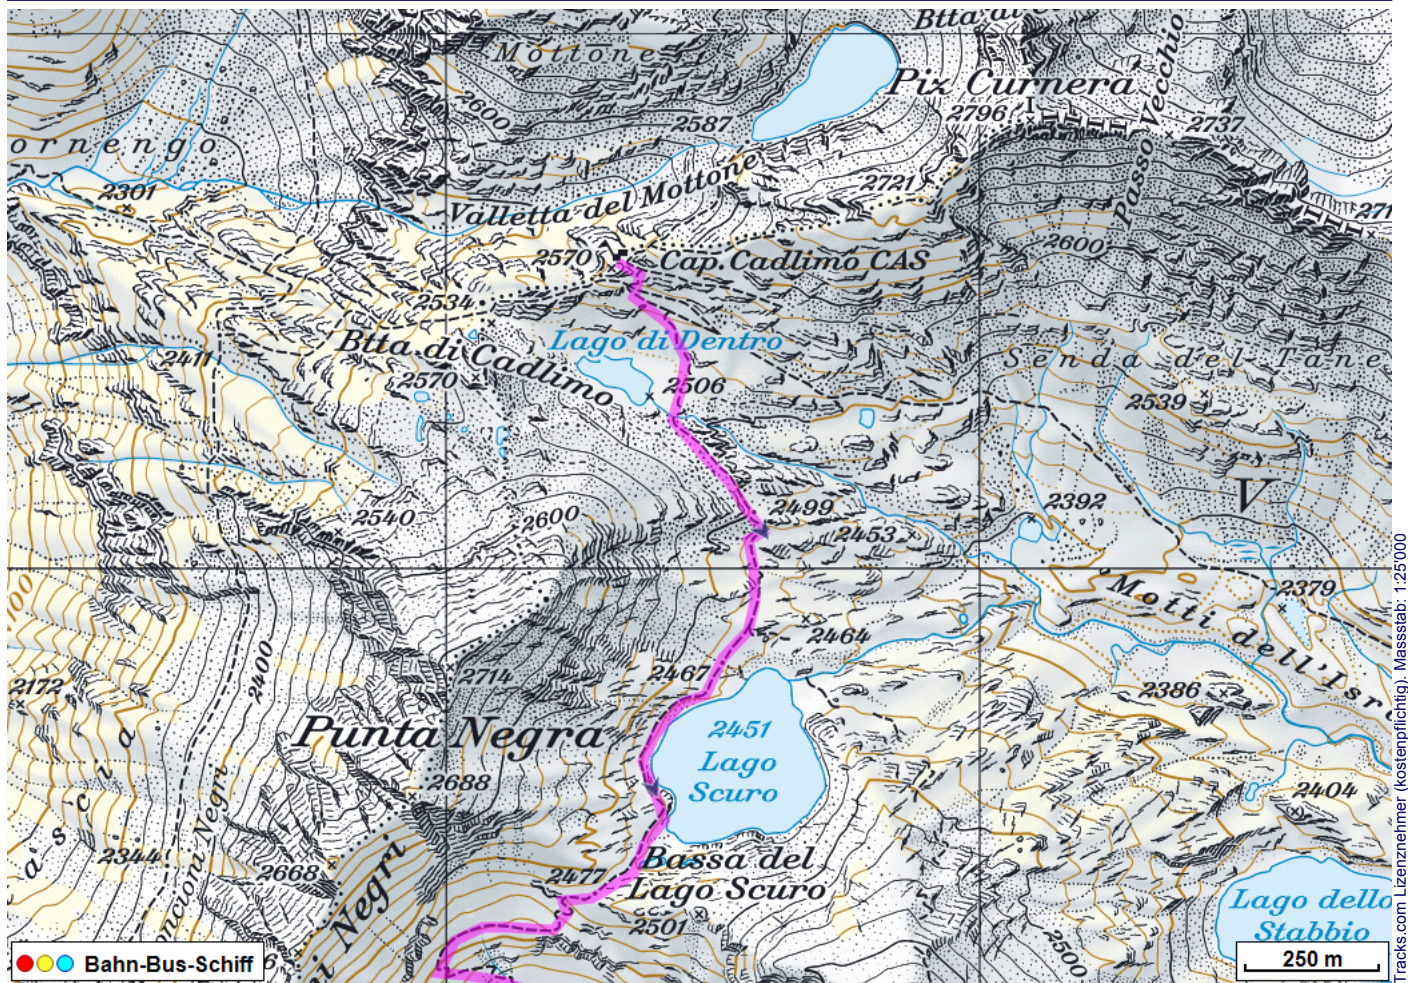 Btta di
Mottone
Piz Curnera
2600
2587
2796
Passo Vecchio
2737
ornengo
2301
Valletta del Mottone
2721
271
2570
Cap. Cadlimo CAS
2600
2534
Lago di Dentro
Btta di Cadlimo
2411
Senda del Tane
2570
2506
2539
V
2499
2392
2540
2600
2453
2379
2464
Motti dell'Isr
2400
2714
2467
2172
2386
Punta Negra
2451
Lago
Scuro
2688
2404
a'scia
2344
oncioni Negri
2668
Bassa del
Lago Scuro
2477
2501
i Negri
2500
Lago dello
Stabbio
Bahn-Bus-Schiff
250 m
Tracks.com Lizenznehmer (kostenpflichtig), Massstab: 1:25'000